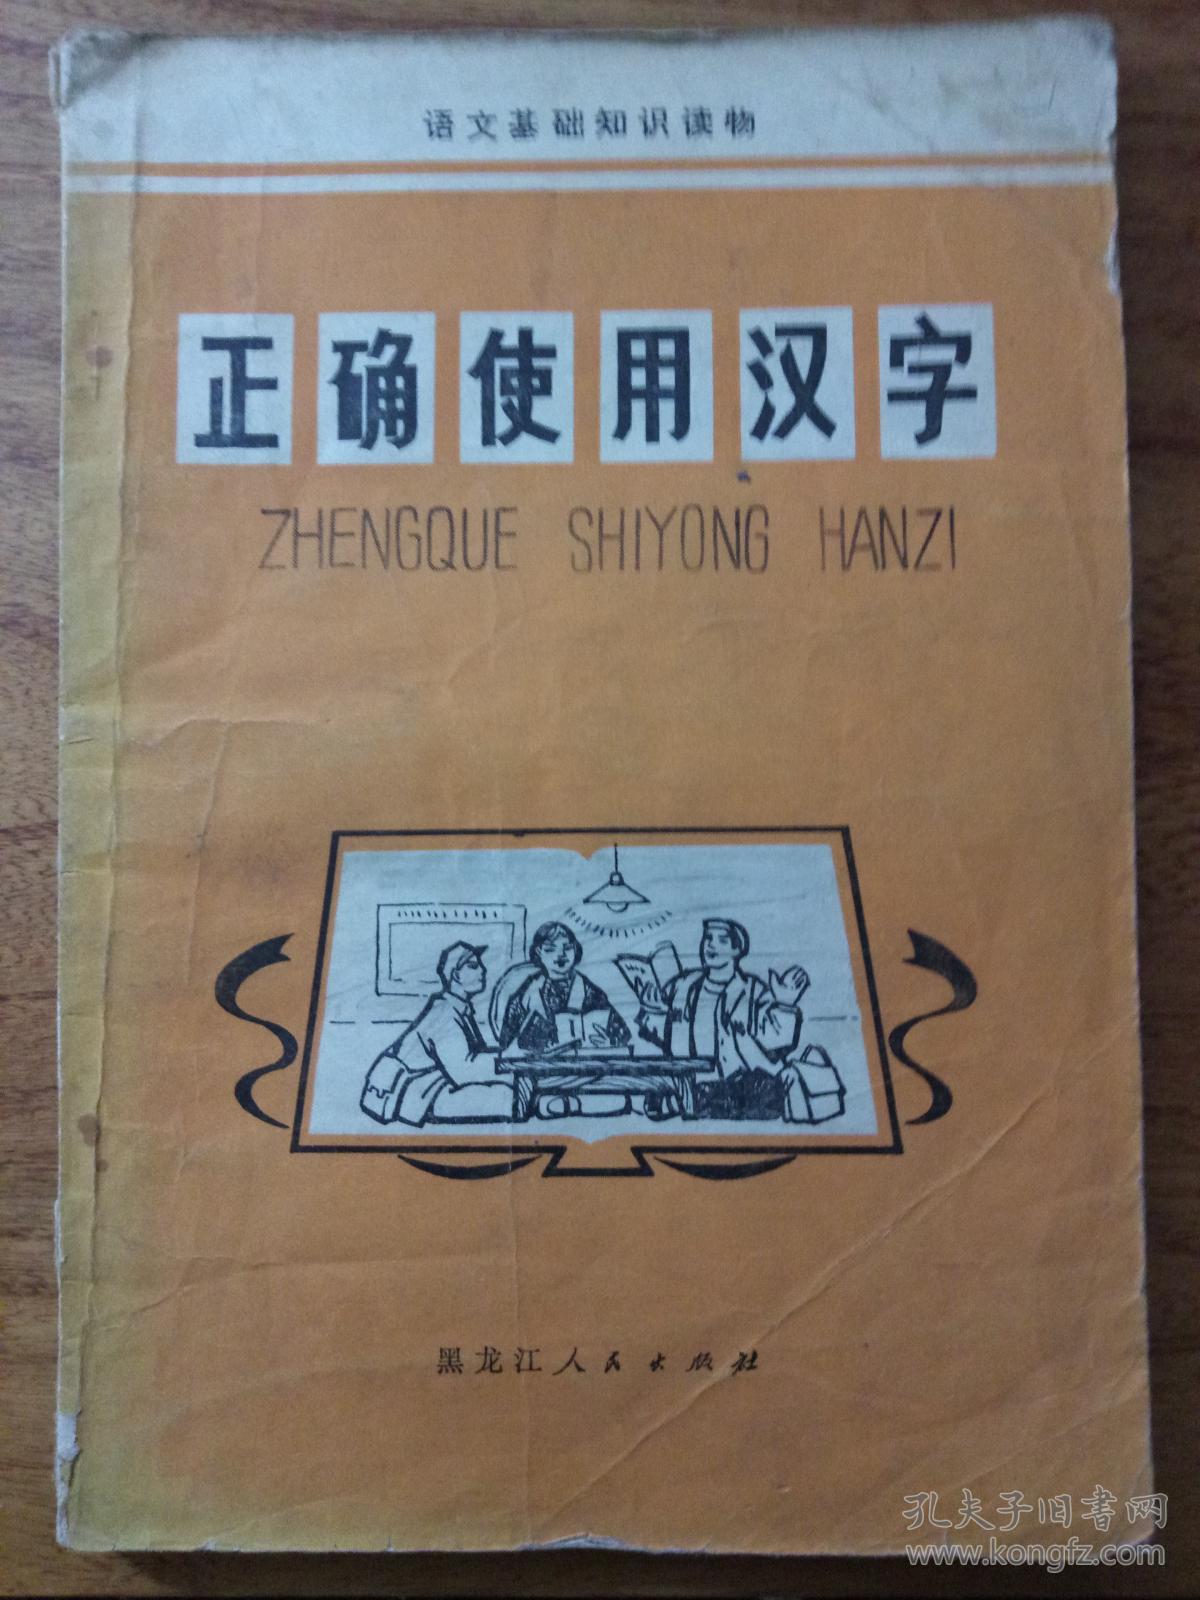 语文基础知识读物
正确使用汉字
ZHENGQUE SHIYONG HANZI
黑龙江人民出版社
孔夫子旧书网
www.kongfz.com